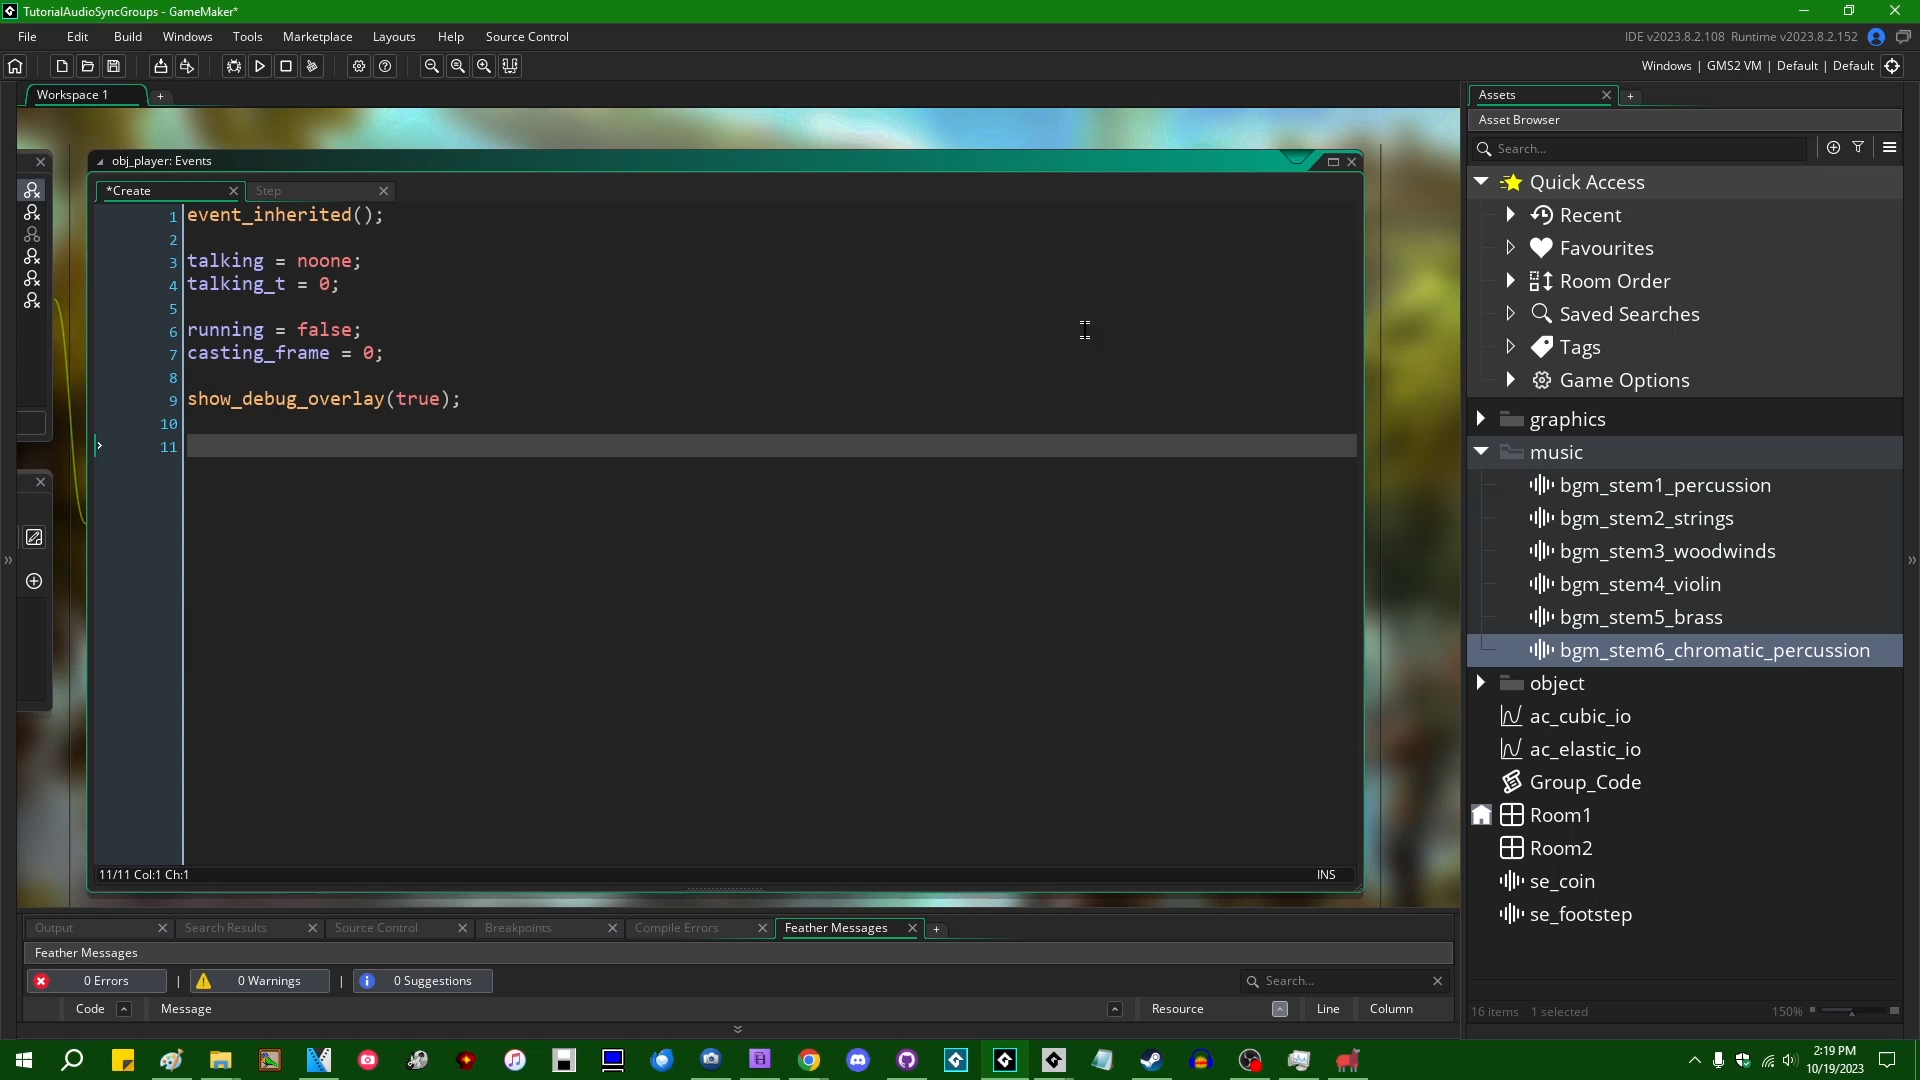 TutorialAudioSyncGroups - GameMaker*
File Edit Build Windows Tools Marketplace Layouts Help Source Control
IDE v2023.8.2.108 Runtime v2023.8.2.152
Windows | GMS2 VM | Default | Default
Workspace 1
Assets
Asset Browser
Search...
obj_player: Events
*Create
Step
1 event_inherited();
2
3 talking = noone;
4 talking_t = 0;
5
6 running = false;
7 casting_frame = 0;
8
9 show_debug_overlay(true);
10
11
11/11 Col:1 Ch:1
INS
Quick Access
Recent
Favourites
Room Order
Saved Searches
Tags
Game Options
graphics
music
bgm_stem1_percussion
bgm_stem2_strings
bgm_stem3_woodwinds
bgm_stem4_violin
bgm_stem5_brass
bgm_stem6_chromatic_percussion
object
ac_cubic_io
ac_elastic_io
Group_Code
Room1
Room2
se_coin
se_footstep
16 items 1 selected
150%
Output Search Results Source Control Breakpoints Compile Errors Feather Messages
Feather Messages
0 Errors | 0 Warnings | 0 Suggestions
Search...
Code Message Resource Line Column
2:19 PM
10/19/2023